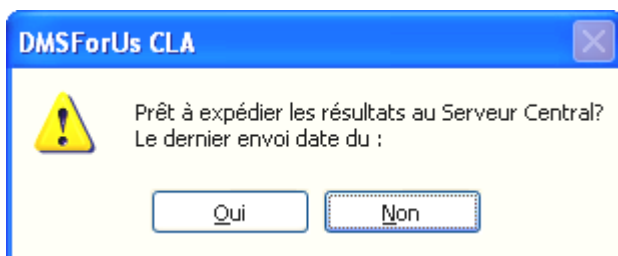 DMSForUs CLA
Prêt à expédier les résultats au Serveur Central?
Le dernier envoi date du :
Oui
Non